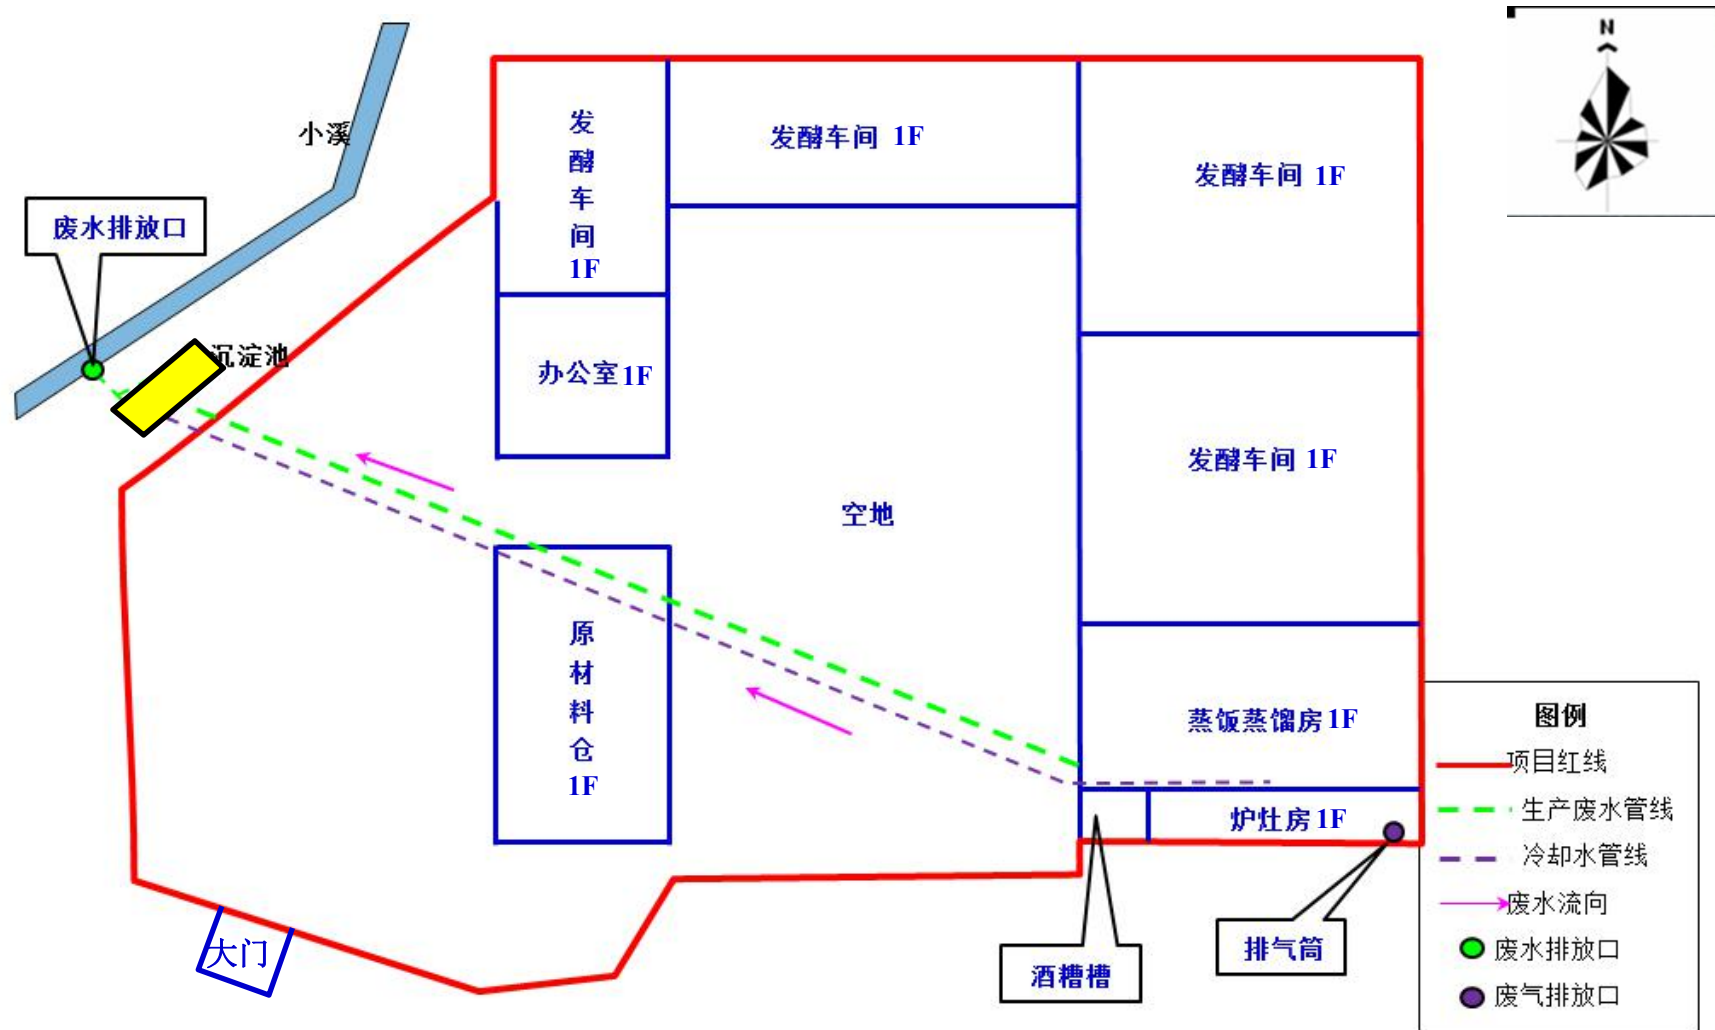 N
小溪
发酵车间
1F
发酵车间 1F
发酵车间 1F
废水排放口
沉淀池
办公室1F
发酵车间 1F
空地
原材料仓
1F
蒸饭蒸馏房1F
炉灶房1F
大门
酒糟槽
排气筒
图例
项目红线
生产废水管线
冷却水管线
废水流向
废水排放口
废气排放口